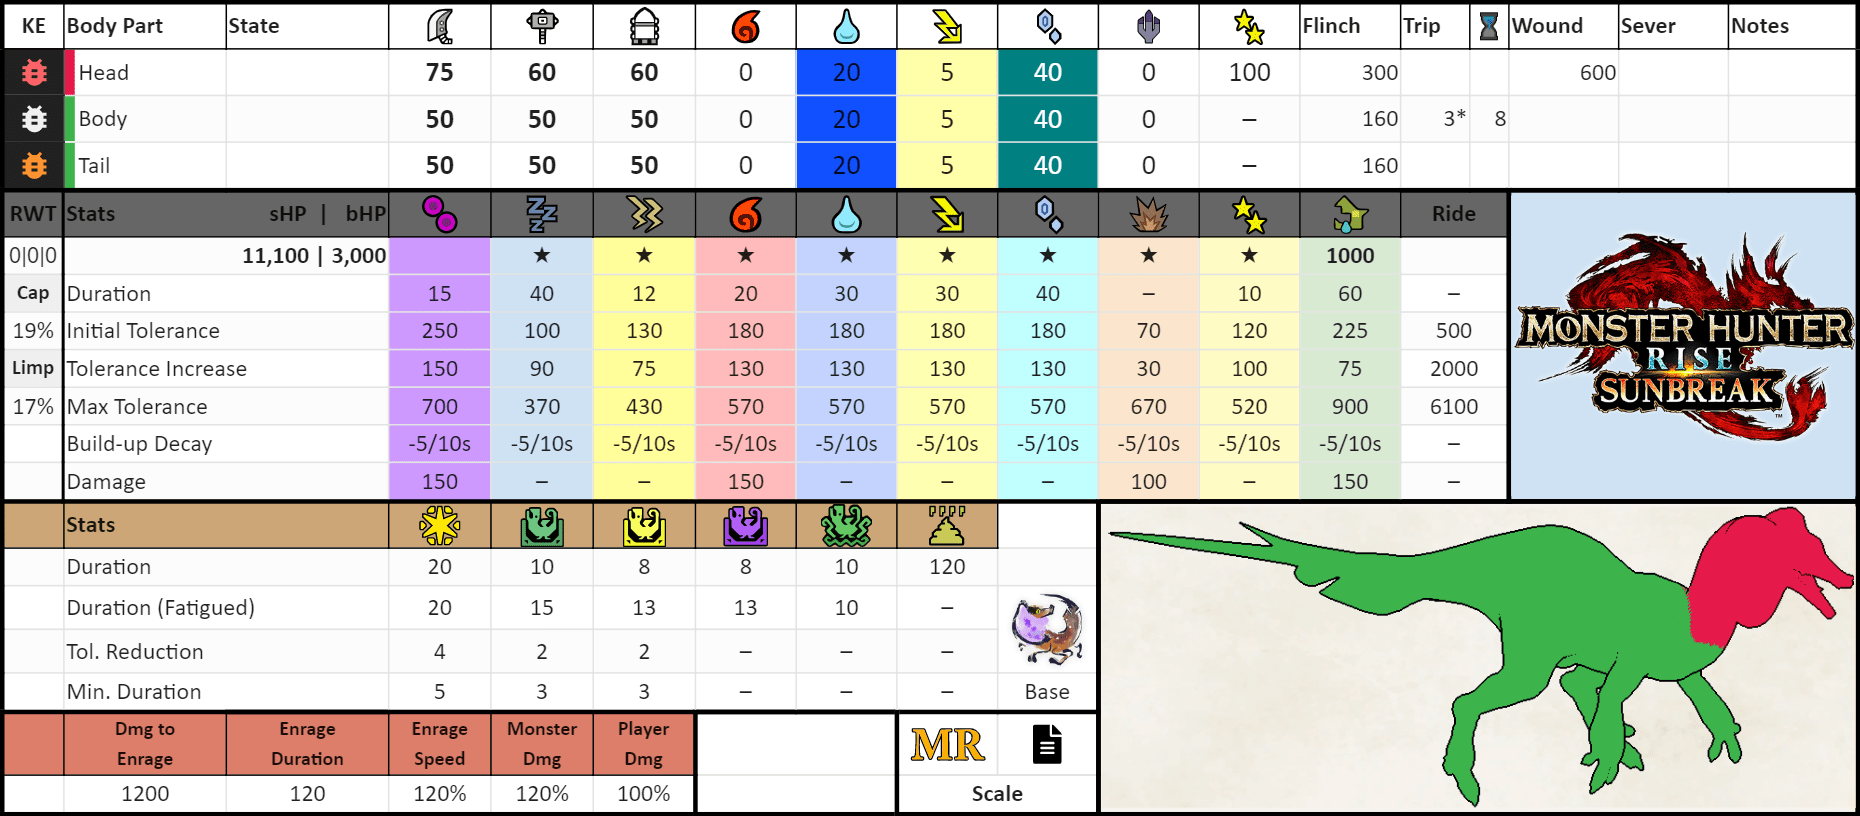 KE Body Part State Flinch Trip Wound Sever Notes
Head 75 60 60 0 20 5 40 0 100 300 600
Body 50 50 50 0 20 5 40 0 – 160 3* 8
Tail 50 50 50 0 20 5 40 0 – 160
RWT Stats sHP | bHP Ride
0|0|0 11,100 | 3,000 ★ ★ ★ ★ ★ ★ ★ ★ 1000
Cap Duration 15 40 12 20 30 30 40 – 10 60 –
19% Initial Tolerance 250 100 130 180 180 180 180 70 120 225 500
Limp Tolerance Increase 150 90 75 130 130 130 130 30 100 75 2000
17% Max Tolerance 700 370 430 570 570 570 570 670 520 900 6100
Build-up Decay -5/10s -5/10s -5/10s -5/10s -5/10s -5/10s -5/10s -5/10s -5/10s -5/10s –
Damage 150 – – 150 – – – 100 – 150 –
MONSTER HUNTER
RISE
SUNBREAK
TM
Stats
Duration 20 10 8 8 10 120
Duration (Fatigued) 20 15 13 13 10 –
Tol. Reduction 4 2 2 – – –
Min. Duration 5 3 3 – – – Base
Dmg to Enrage Enrage Monster Player
Enrage Duration Speed Dmg Dmg
MR
1200 120 120% 120% 100% Scale